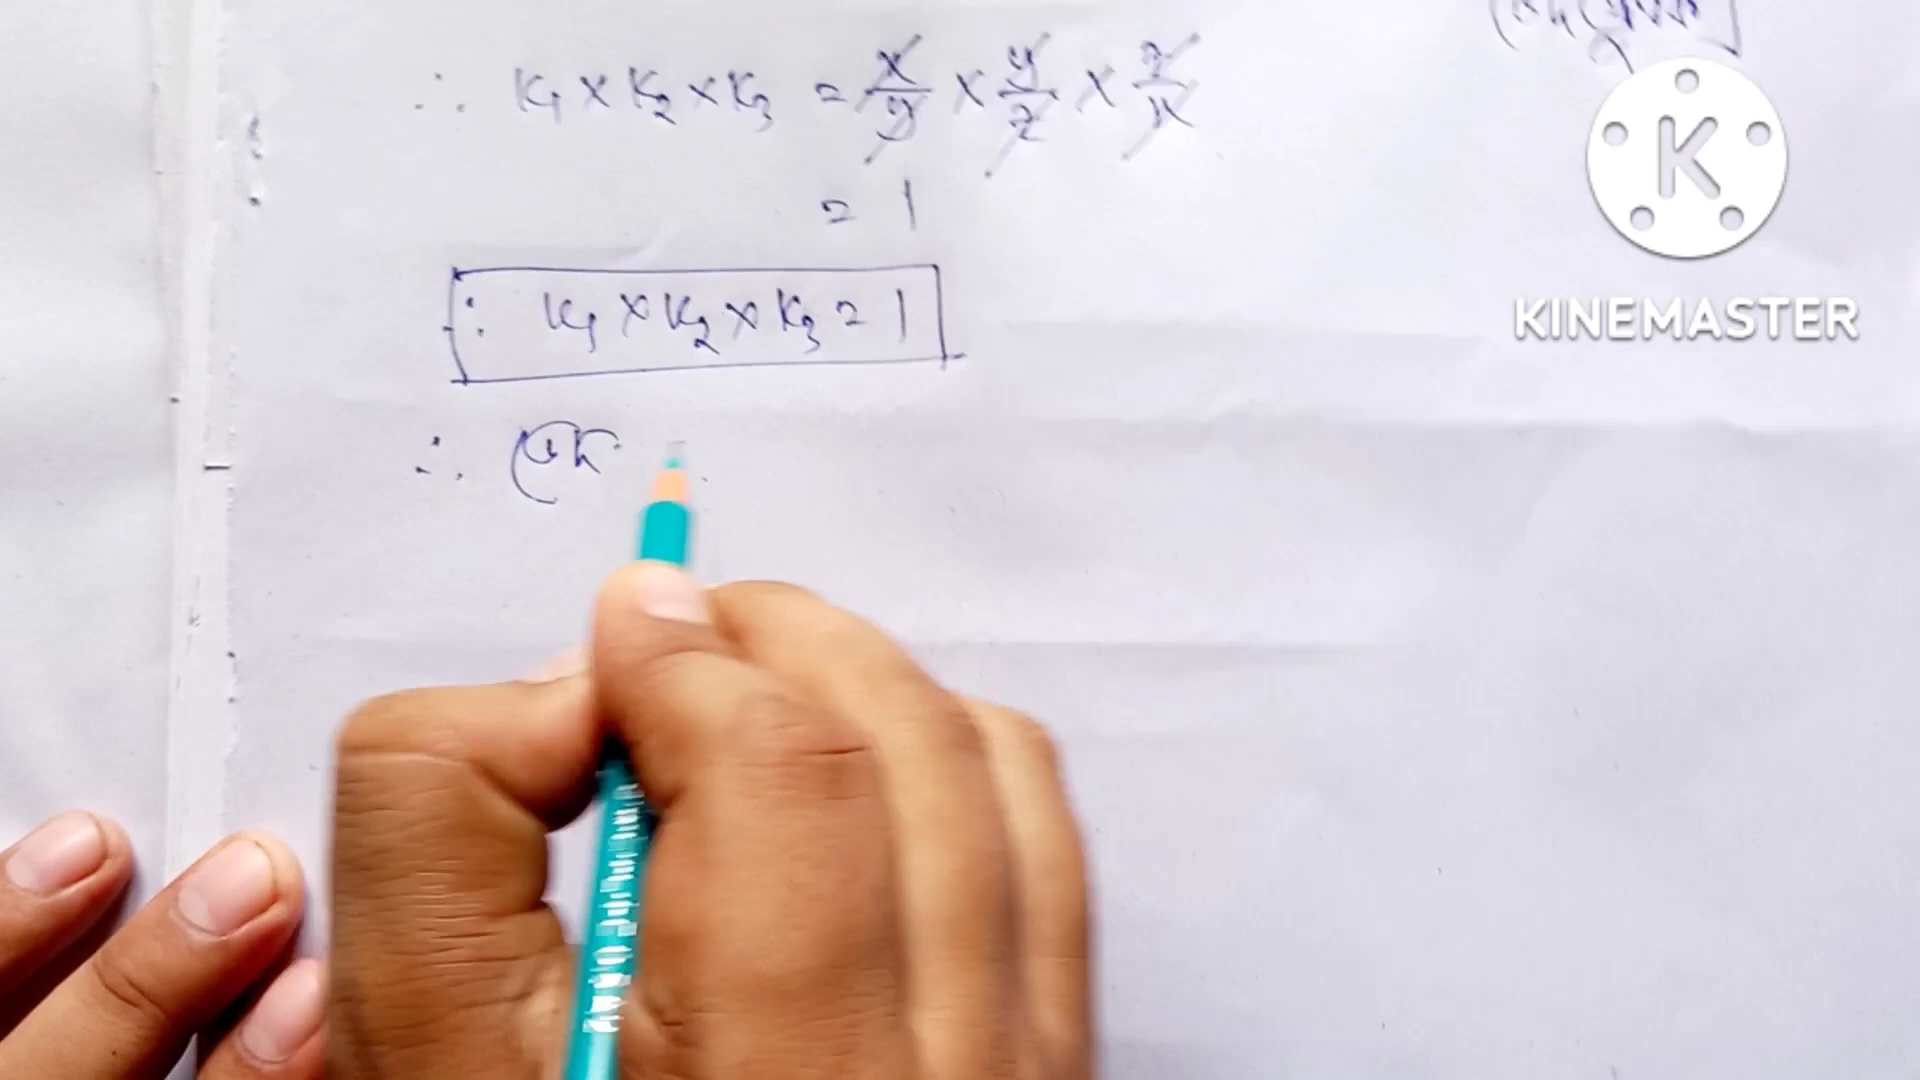 ∴ K₁ × K₂ × K₃ = x/y × y/z × z/x
= 1
∴ K₁ × K₂ × K₃ = 1
∴
K
KINEMASTER